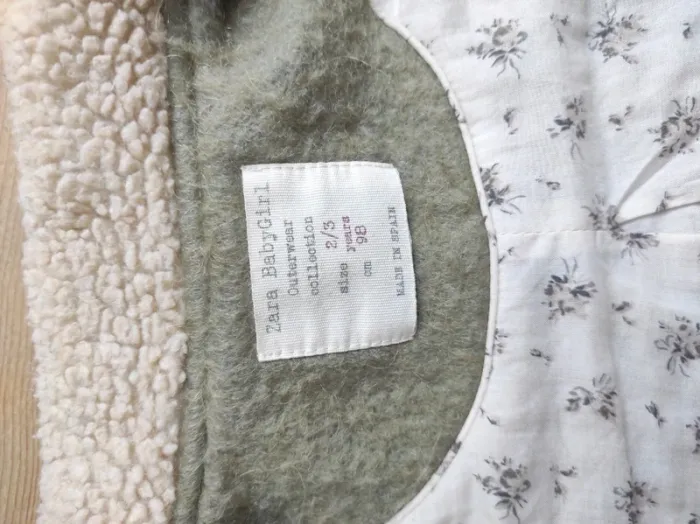 Zara BabyGirl
Outerwear
collection
size 2/3 years
cm 98
MADE IN SPAIN